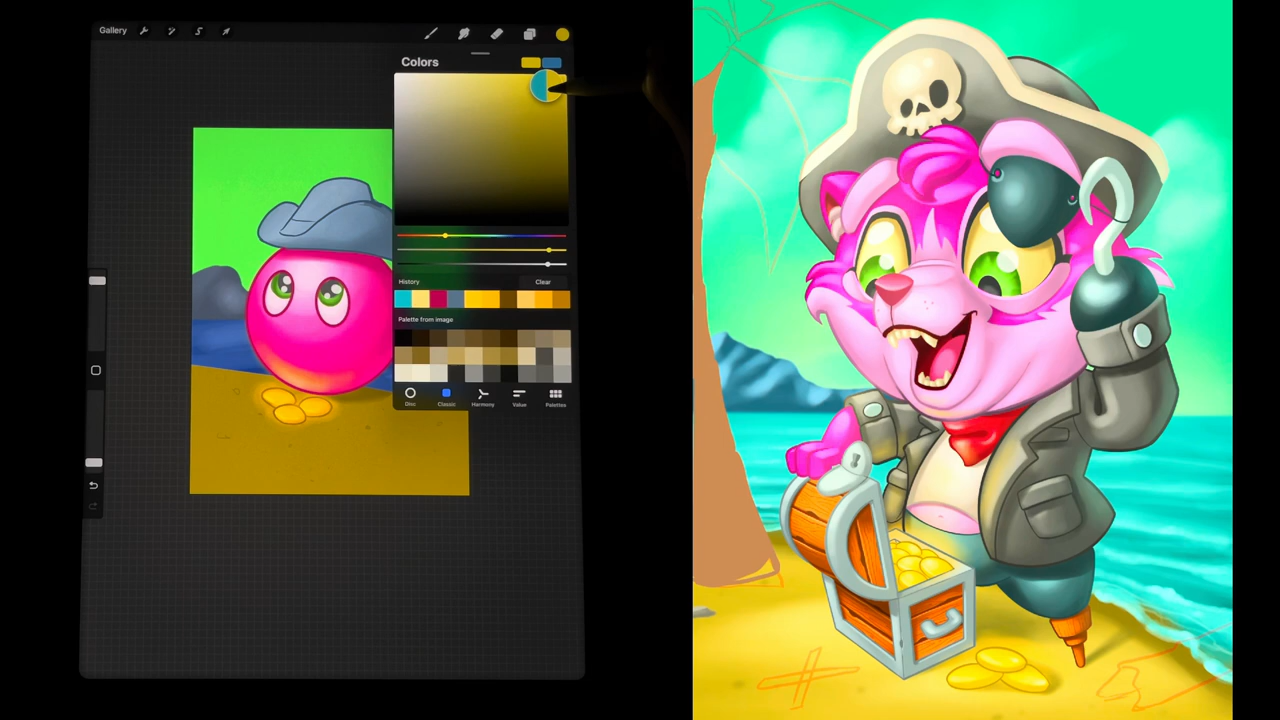 Gallery
Colors
History
Clear
Palette from image
Disc
Classic
Harmony
Value
Palettes